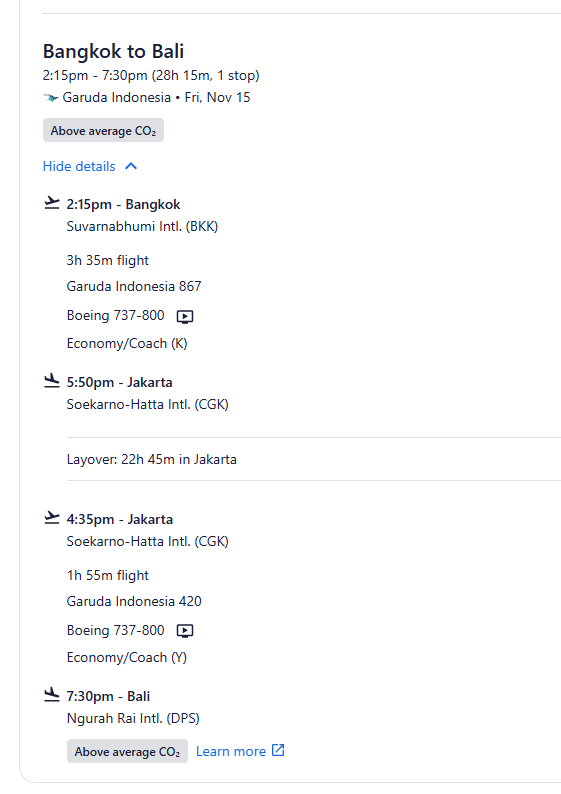 Bangkok to Bali
2:15pm - 7:30pm (28h 15m, 1 stop)
Garuda Indonesia • Fri, Nov 15
Above average CO₂
Hide details
2:15pm - Bangkok
Suvarnabhumi Intl. (BKK)
3h 35m flight
Garuda Indonesia 867
Boeing 737-800
Economy/Coach (K)
5:50pm - Jakarta
Soekarno-Hatta Intl. (CGK)
Layover: 22h 45m in Jakarta
4:35pm - Jakarta
Soekarno-Hatta Intl. (CGK)
1h 55m flight
Garuda Indonesia 420
Boeing 737-800
Economy/Coach (Y)
7:30pm - Bali
Ngurah Rai Intl. (DPS)
Above average CO₂ Learn more